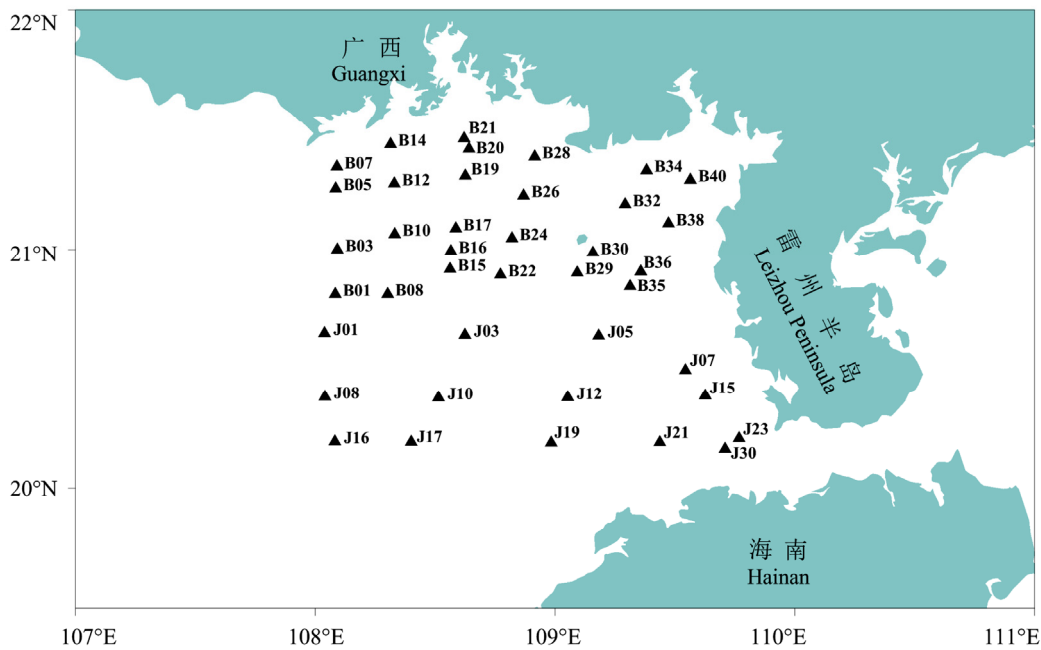 22°N
广 西
Guangxi
B21
B14
B20
B28
B07
B19
B34
B05
B12
B40
B26
B32
B38
B10
B17
B24
21°N
B03
B16
B30
B15
B22
B29
B36
B35
B01
B08
雷州半岛
Leizhou Peninsula
J01
J03
J05
J07
J08
J10
J12
J15
J16
J17
J19
J21
J23
J30
20°N
海 南
Hainan
107°E
108°E
109°E
110°E
111°E